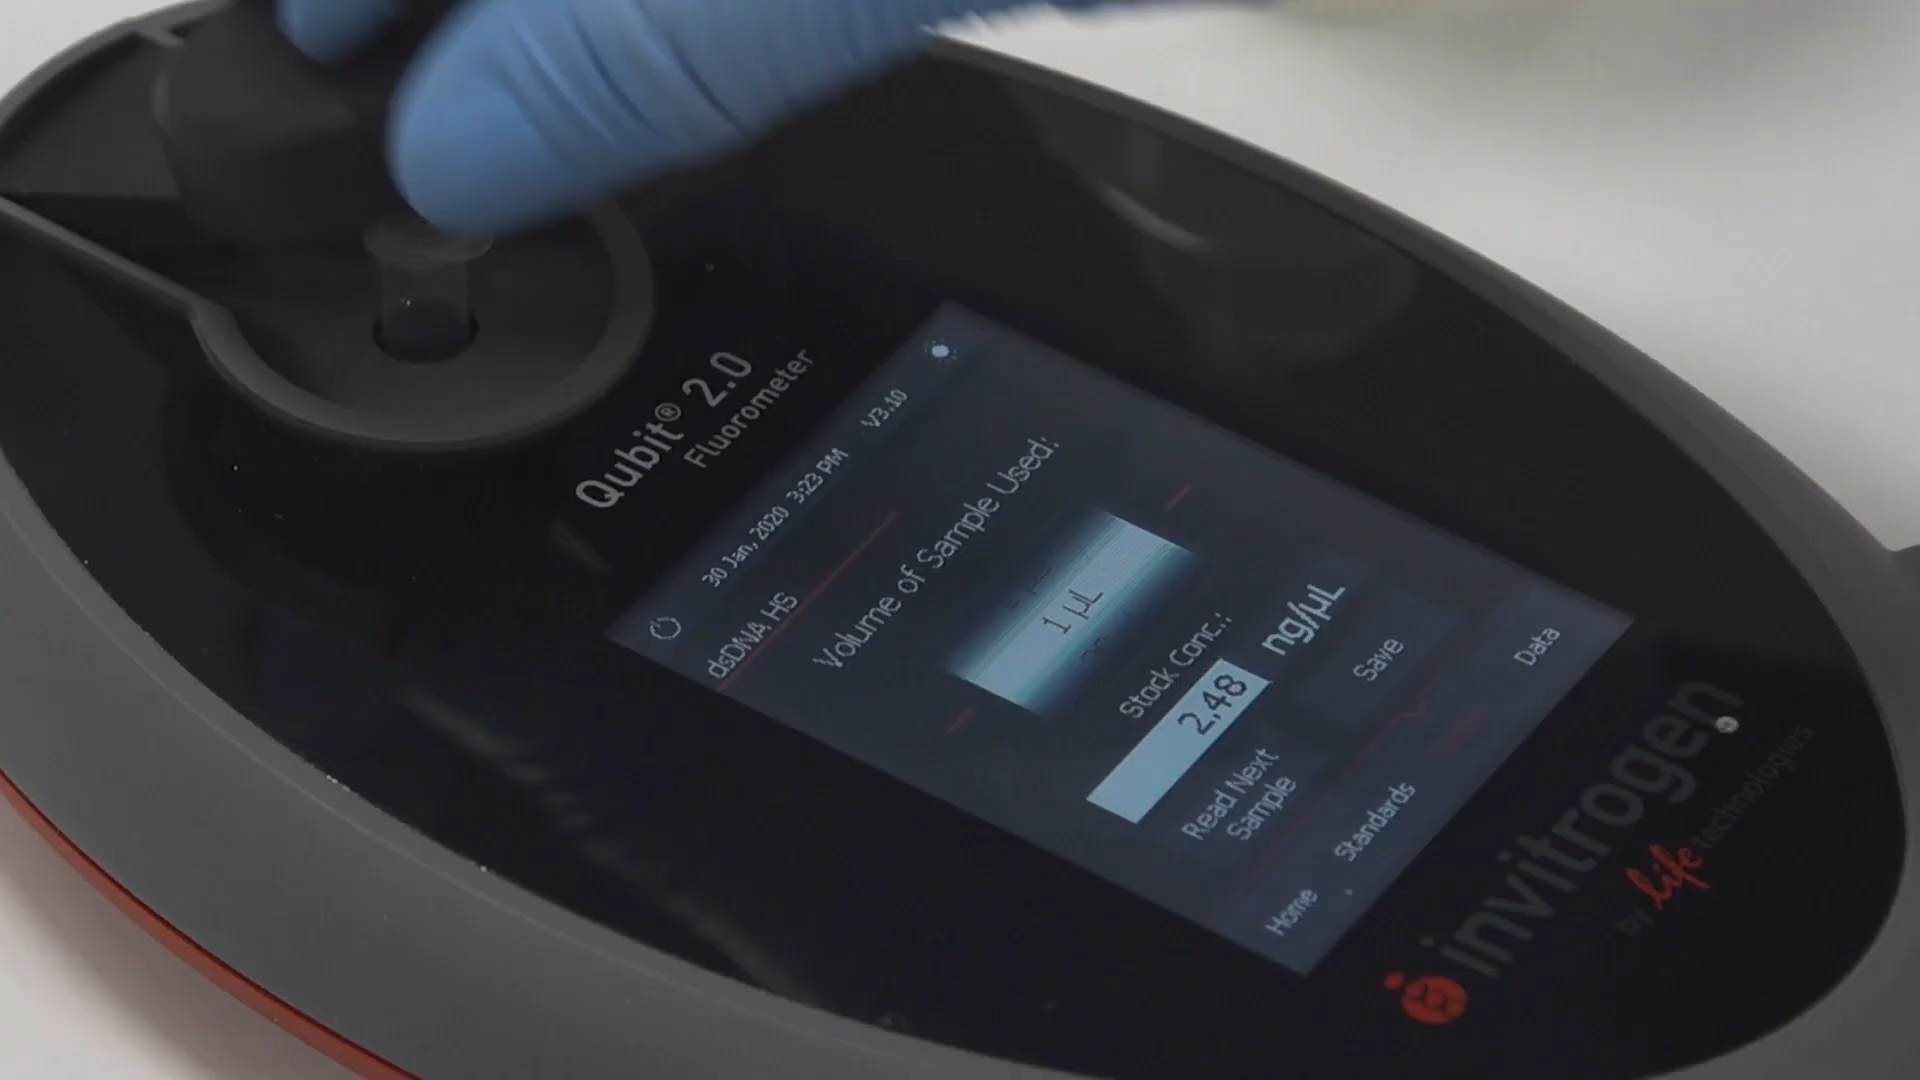 Qubit® 2.0
Fluorometer
30 Jan, 2020 3:23 PM V3.10
dsDNA HS
Volume of Sample Used:
1 µL
Stock Conc.:
2.48 ng/µL
Read Next
Sample
Save
Home
Standards
Data
invitrogen
by life technologies